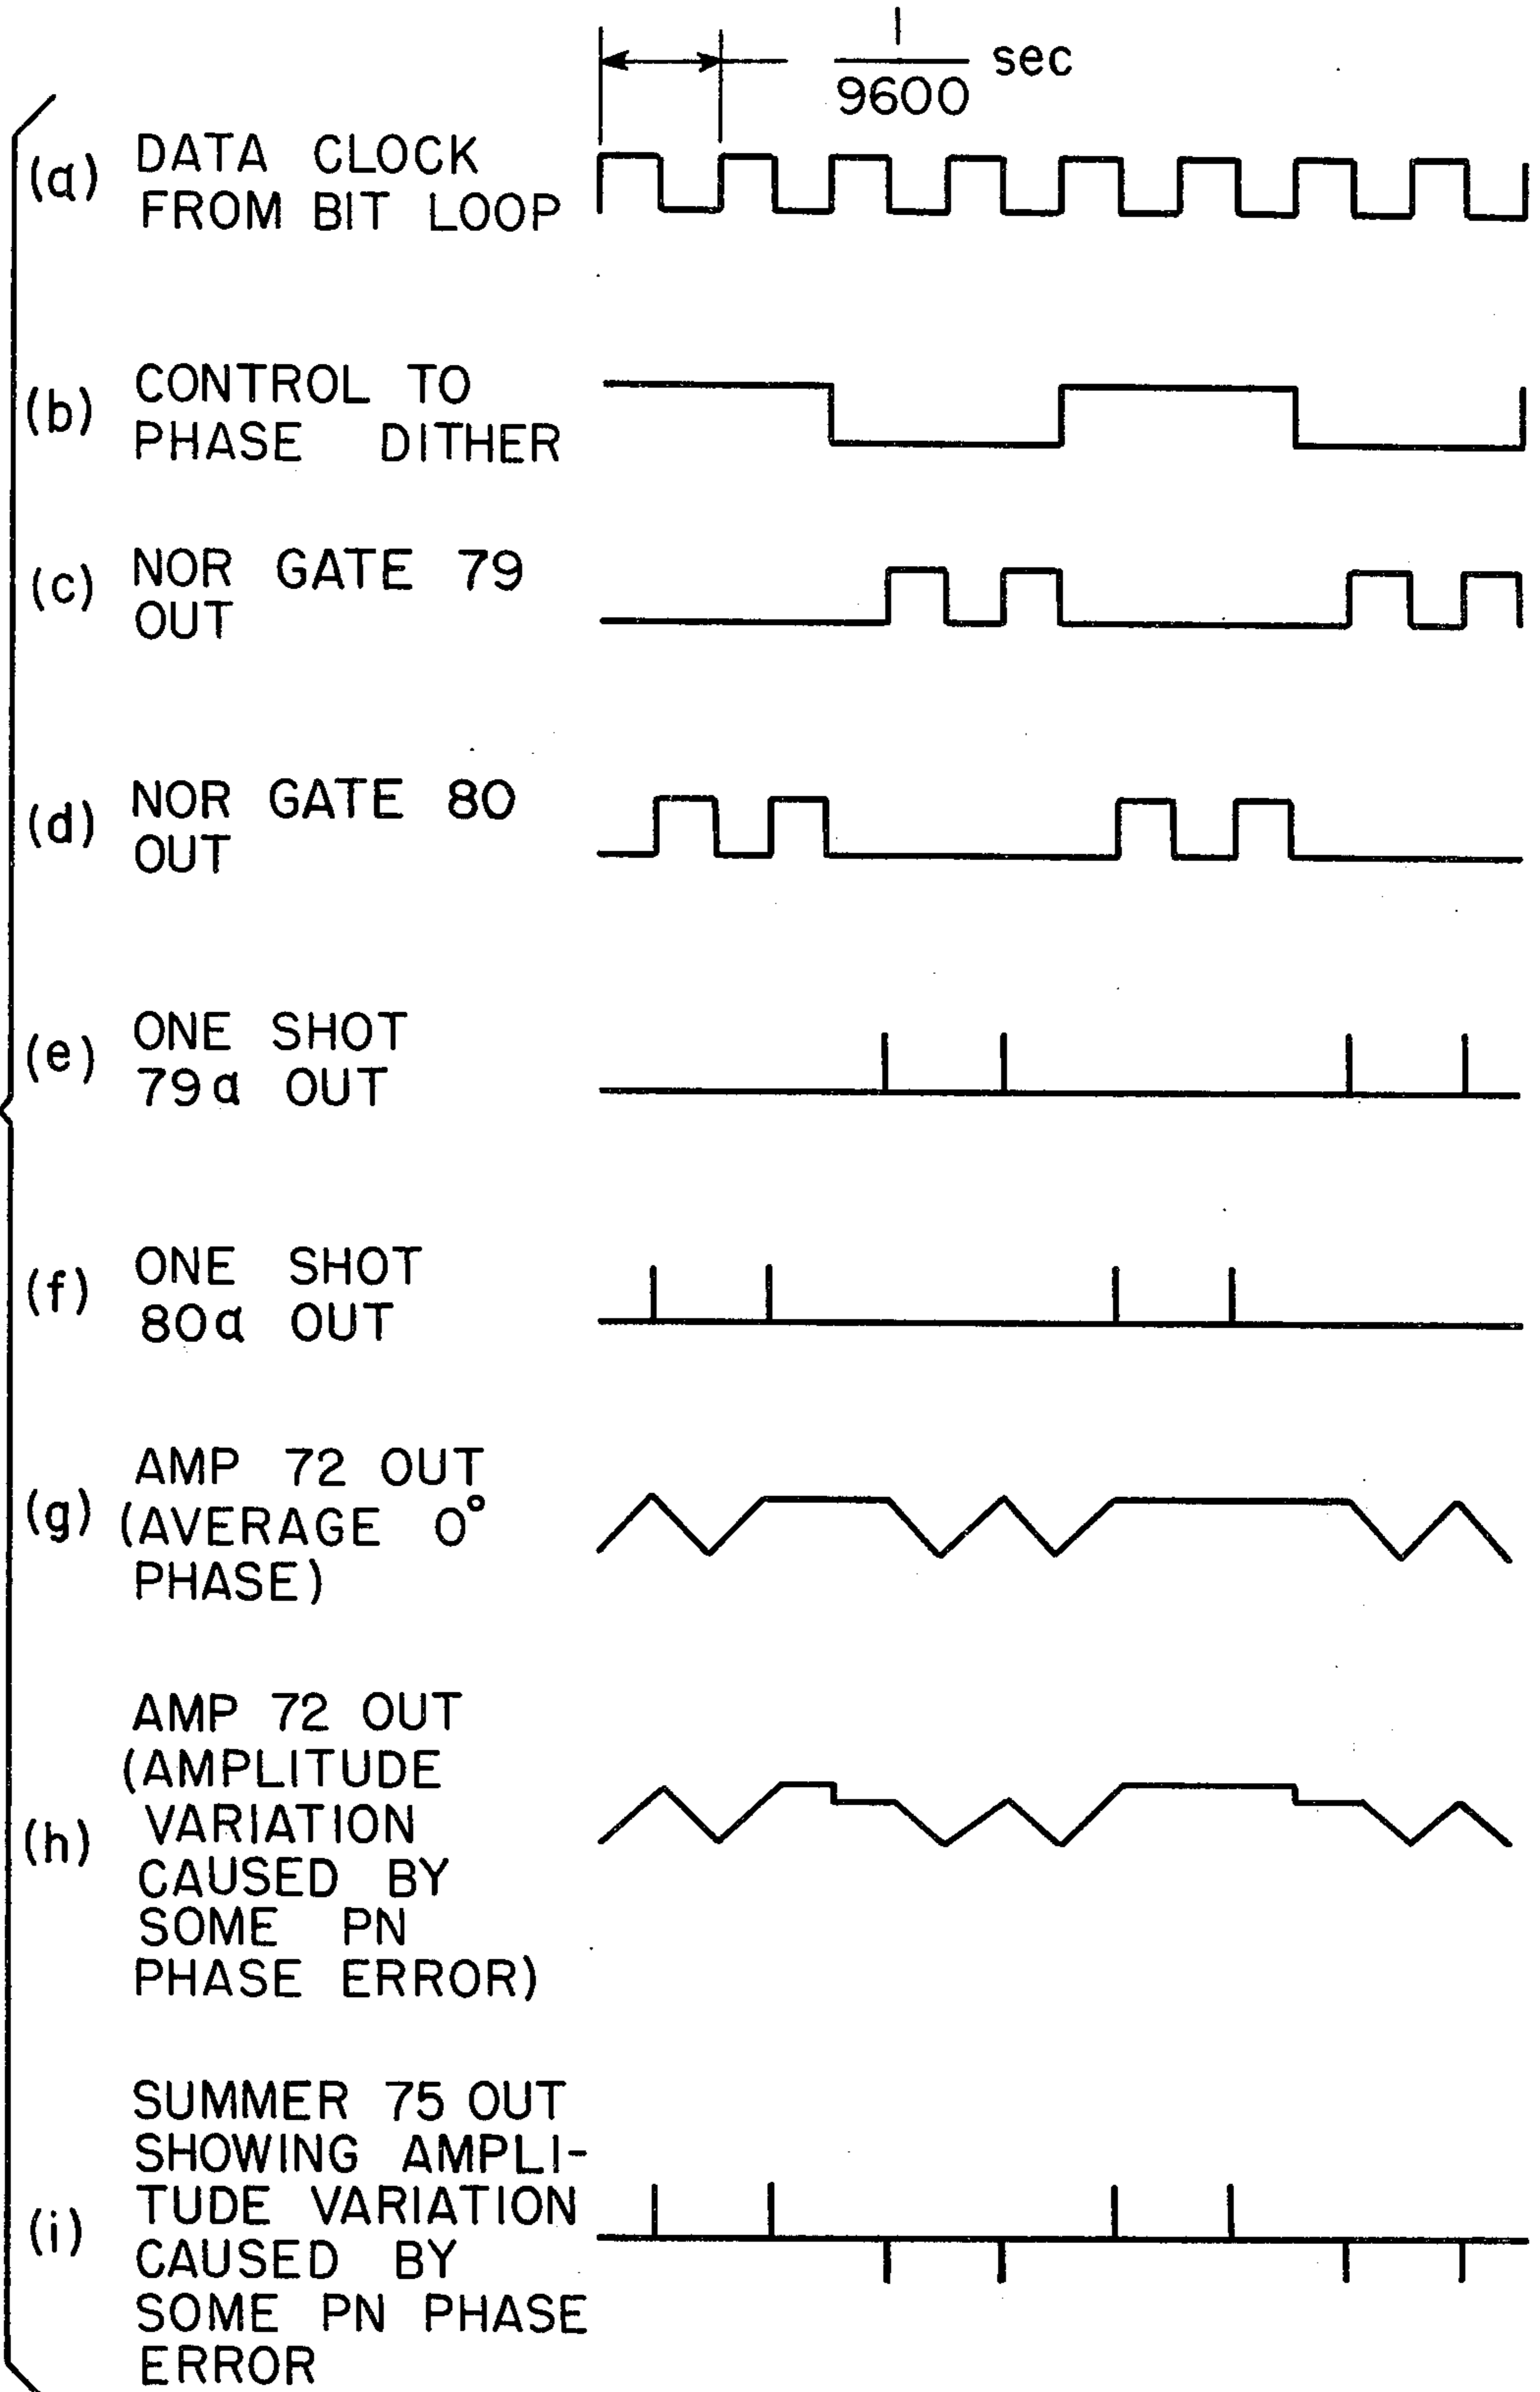 1
9600 sec
(a) DATA CLOCK
FROM BIT LOOP
(b) CONTROL TO
PHASE DITHER
(c) NOR GATE 79
OUT
(d) NOR GATE 80
OUT
(e) ONE SHOT
79a OUT
(f) ONE SHOT
80a OUT
AMP 72 OUT
(g) (AVERAGE 0°
PHASE)
AMP 72 OUT
(AMPLITUDE
VARIATION
(h) CAUSED BY
SOME PN
PHASE ERROR)
SUMMER 75 OUT
SHOWING AMPLI-
TUDE VARIATION
(i) CAUSED BY
SOME PN PHASE
ERROR